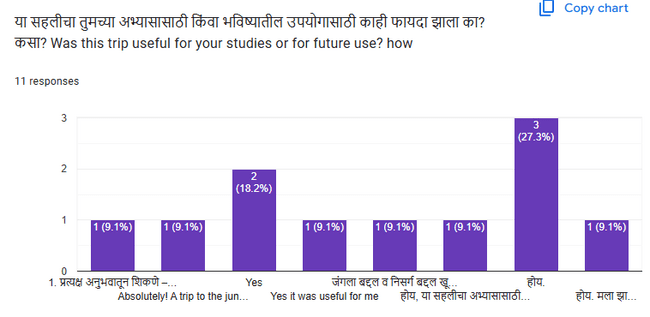 या सहलीचा तुमच्या अभ्यासासाठी किंवा भविष्यातील उपयोगासाठी काही फायदा झाला का?
कसा? Was this trip useful for your studies or for future use? how
Copy chart
11 responses
3
2
1
0
1 (9.1%)
1 (9.1%)
2
(18.2%)
1 (9.1%)
1 (9.1%)
1 (9.1%)
3
(27.3%)
1 (9.1%)
1. प्रत्यक्ष अनुभवातून शिकणे –...
Absolutely! A trip to the jun...
Yes
Yes it was useful for me
जंगला बद्दल व निसर्ग बद्दल खू...
होय, या सहलीचा अभ्यासासाठी...
होय.
होय. मला झा...